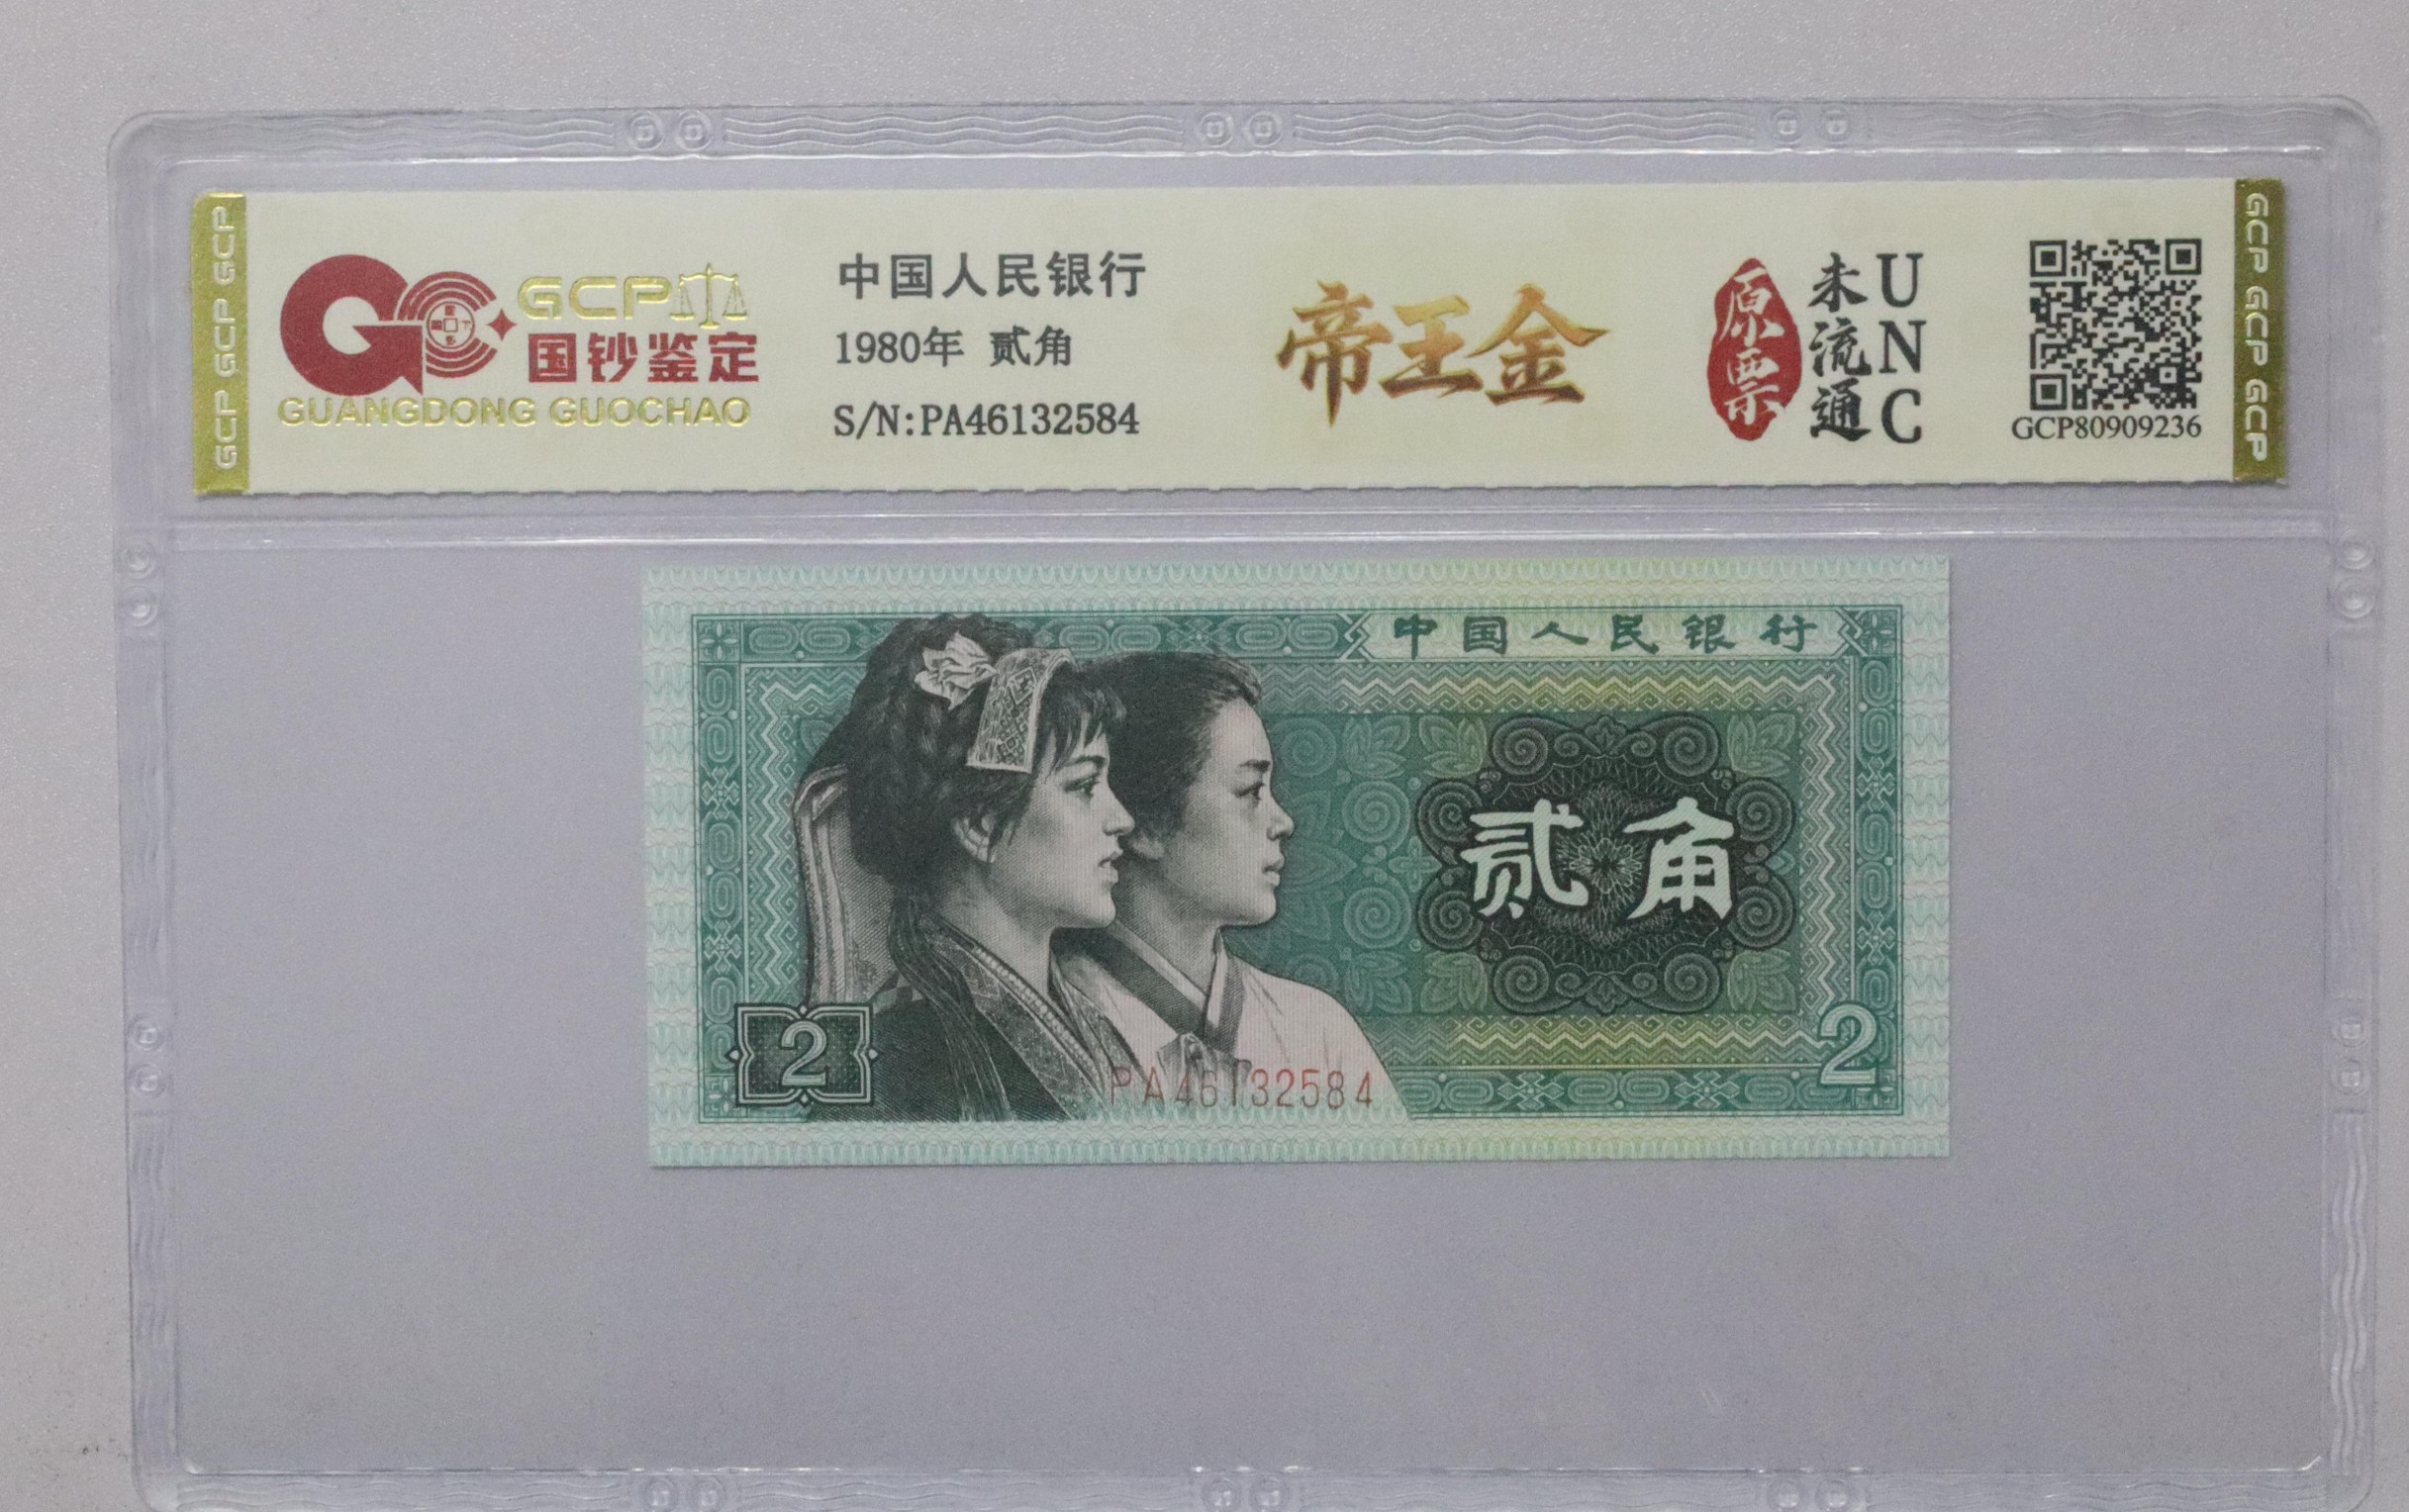 GCP GCP GCP
GCP
国钞鉴定
GUANGDONG GUOCHAO
中国人民银行
1980年 贰角
S/N:PA46132584
帝王金
原票
未流通
UNC
GCP80909236
GCP GCP GCP
中国人民银行
贰角
2
PA46132584
2